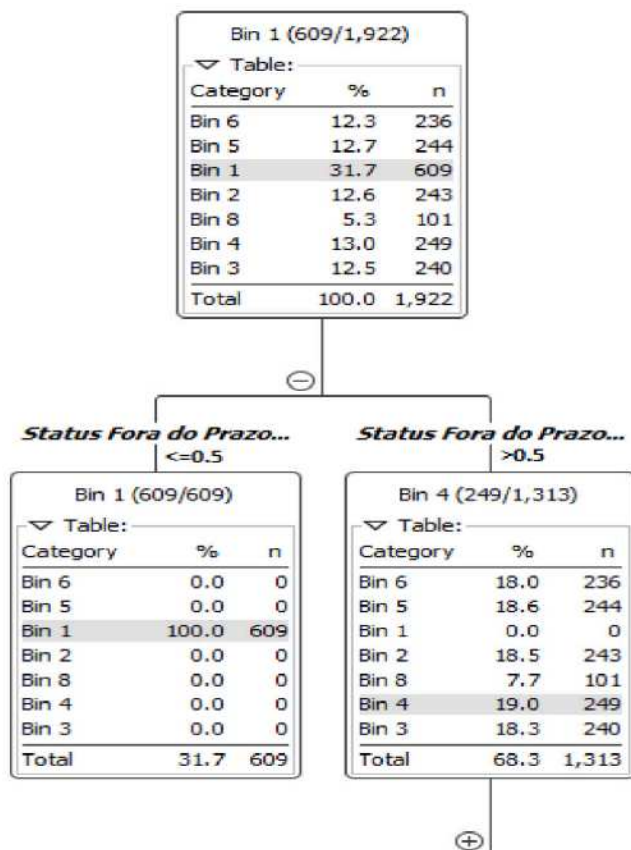 Bin 1 (609/1,922)
Table:
Category % n
Bin 6 12.3 236
Bin 5 12.7 244
Bin 1 31.7 609
Bin 2 12.6 243
Bin 8 5.3 101
Bin 4 13.0 249
Bin 3 12.5 240
Total 100.0 1,922
Status Fora do Prazo...
<=0.5
Bin 1 (609/609)
Table:
Category % n
Bin 6 0.0 0
Bin 5 0.0 0
Bin 1 100.0 609
Bin 2 0.0 0
Bin 8 0.0 0
Bin 4 0.0 0
Bin 3 0.0 0
Total 31.7 609
Status Fora do Prazo...
>0.5
Bin 4 (249/1,313)
Table:
Category % n
Bin 6 18.0 236
Bin 5 18.6 244
Bin 1 0.0 0
Bin 2 18.5 243
Bin 8 7.7 101
Bin 4 19.0 249
Bin 3 18.3 240
Total 68.3 1,313